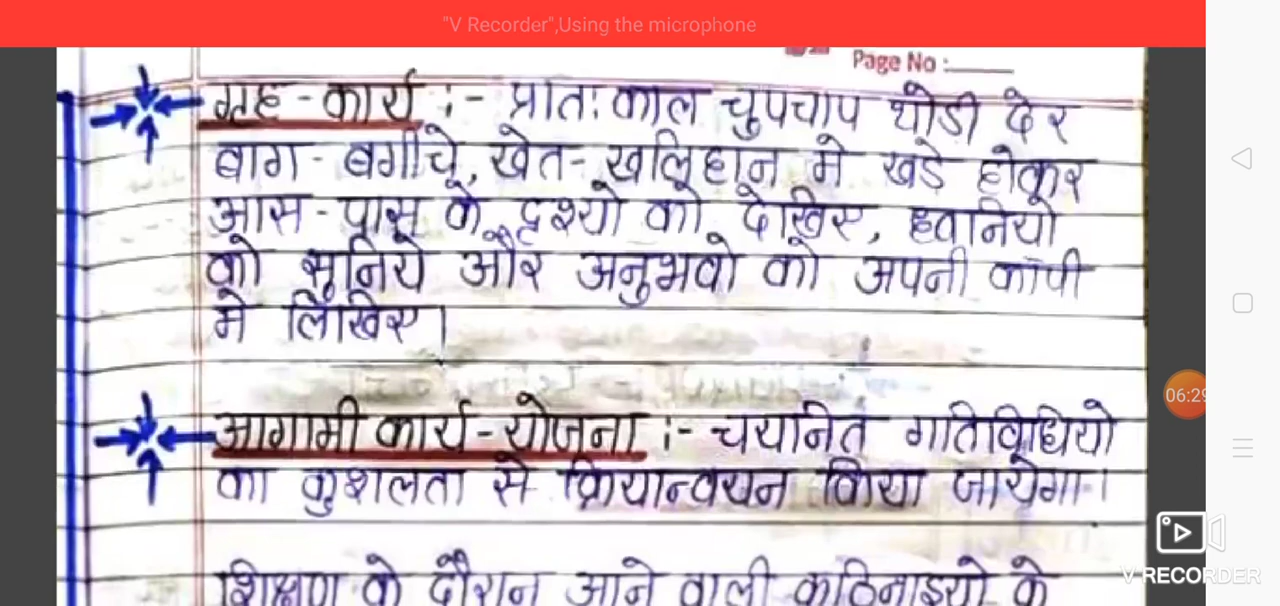 "V Recorder",Using the microphone
Page No :
गृह - कार्य :- प्रातः काल चुपचाप थोडी देर
बाग - बगीचे, खेत - खलिहान मे खडे होकर
आस - पास के दृश्यो को देखिए, ध्वनियो
को सुनिये और अनुभवो को अपनी कॉपी
मे लिखिए।
06:29
आगामी कार्य - योजना :- चयनित गतिविधियो
का कुशलता से क्रियान्वयन किया जायेगा।
शिक्षण के दौरान आने वाली कठिनाइयो के
V RECORDER